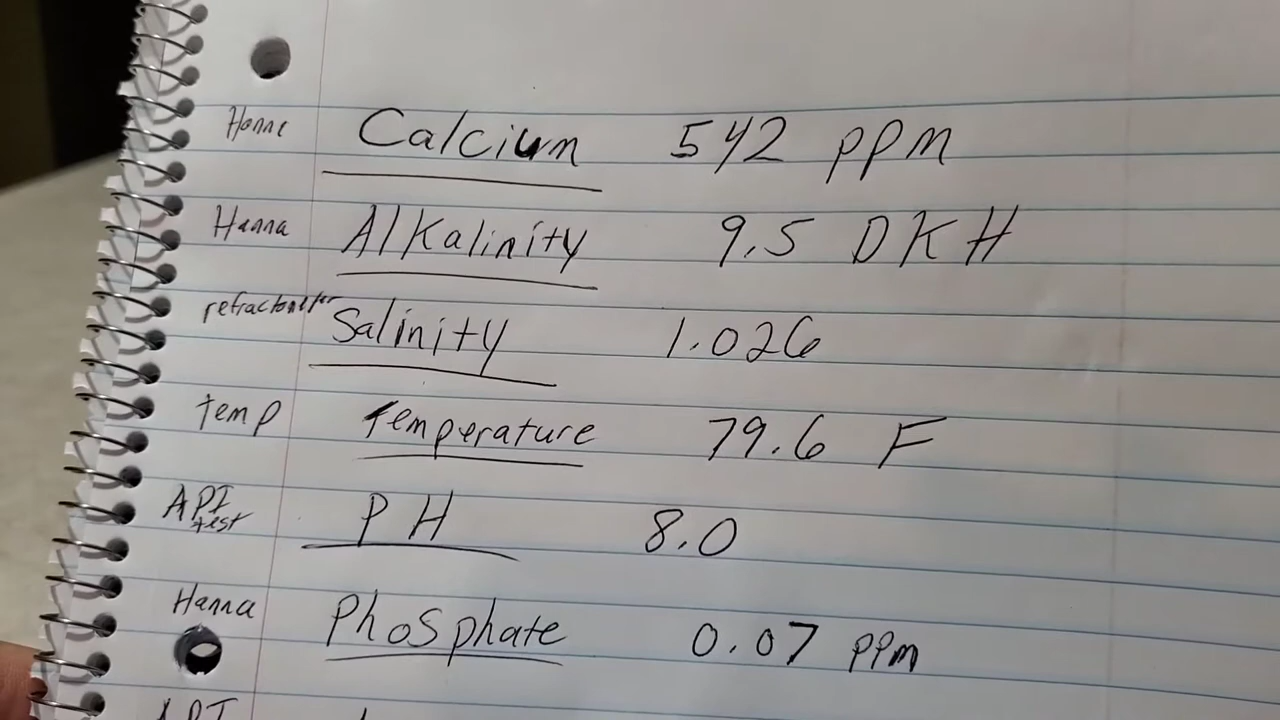 Hanna Calcium 542 ppm
Hanna Alkalinity 9.5 DKH
refractometer Salinity 1.026
temp Temperature 79.6 F
API test PH 8.0
Hanna Phosphate 0.07 ppm
API